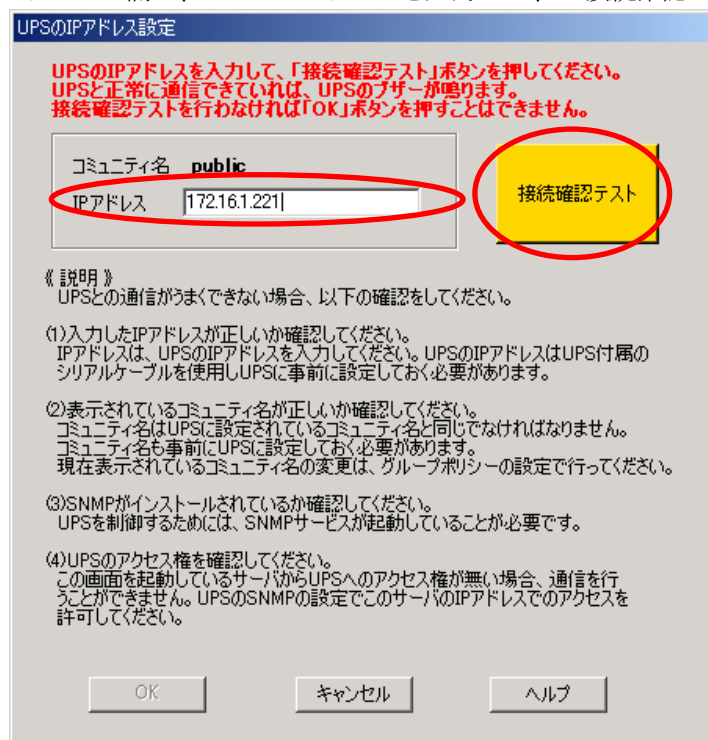 UPSのIPアドレス設定
UPSのIPアドレスを入力して、「接続確認テスト」ボタンを押してください。
UPSと正常に通信できていれば、UPSのブザーが鳴ります。
接続確認テストを行わなければ「OK」ボタンを押すことはできません。
コミュニティ名 public
IPアドレス 172.16.1.221
接続確認テスト
《 説明 》
UPSとの通信がうまくできない場合、以下の確認をしてください。
(1)入力したIPアドレスが正しいか確認してください。
IPアドレスは、UPSのIPアドレスを入力してください。UPSのIPアドレスはUPS付属の
シリアルケーブルを使用しUPSに事前に設定しておく必要があります。
(2)表示されているコミュニティ名が正しいか確認してください。
コミュニティ名はUPSに設定されているコミュニティ名と同じでなければなりません。
コミュニティ名も事前にUPSに設定しておく必要があります。
現在表示されているコミュニティ名の変更は、グループポリシーの設定で行ってください。
(3)SNMPがインストールされているか確認してください。
UPSを制御するためには、SNMPサービスが起動していることが必要です。
(4)UPSのアクセス権を確認してください。
この画面を起動しているサーバからUPSへのアクセス権が無い場合、通信を行
うことができません。UPSのSNMPの設定でこのサーバのIPアドレスでのアクセスを
許可してください。
OK
キャンセル
ヘルプ